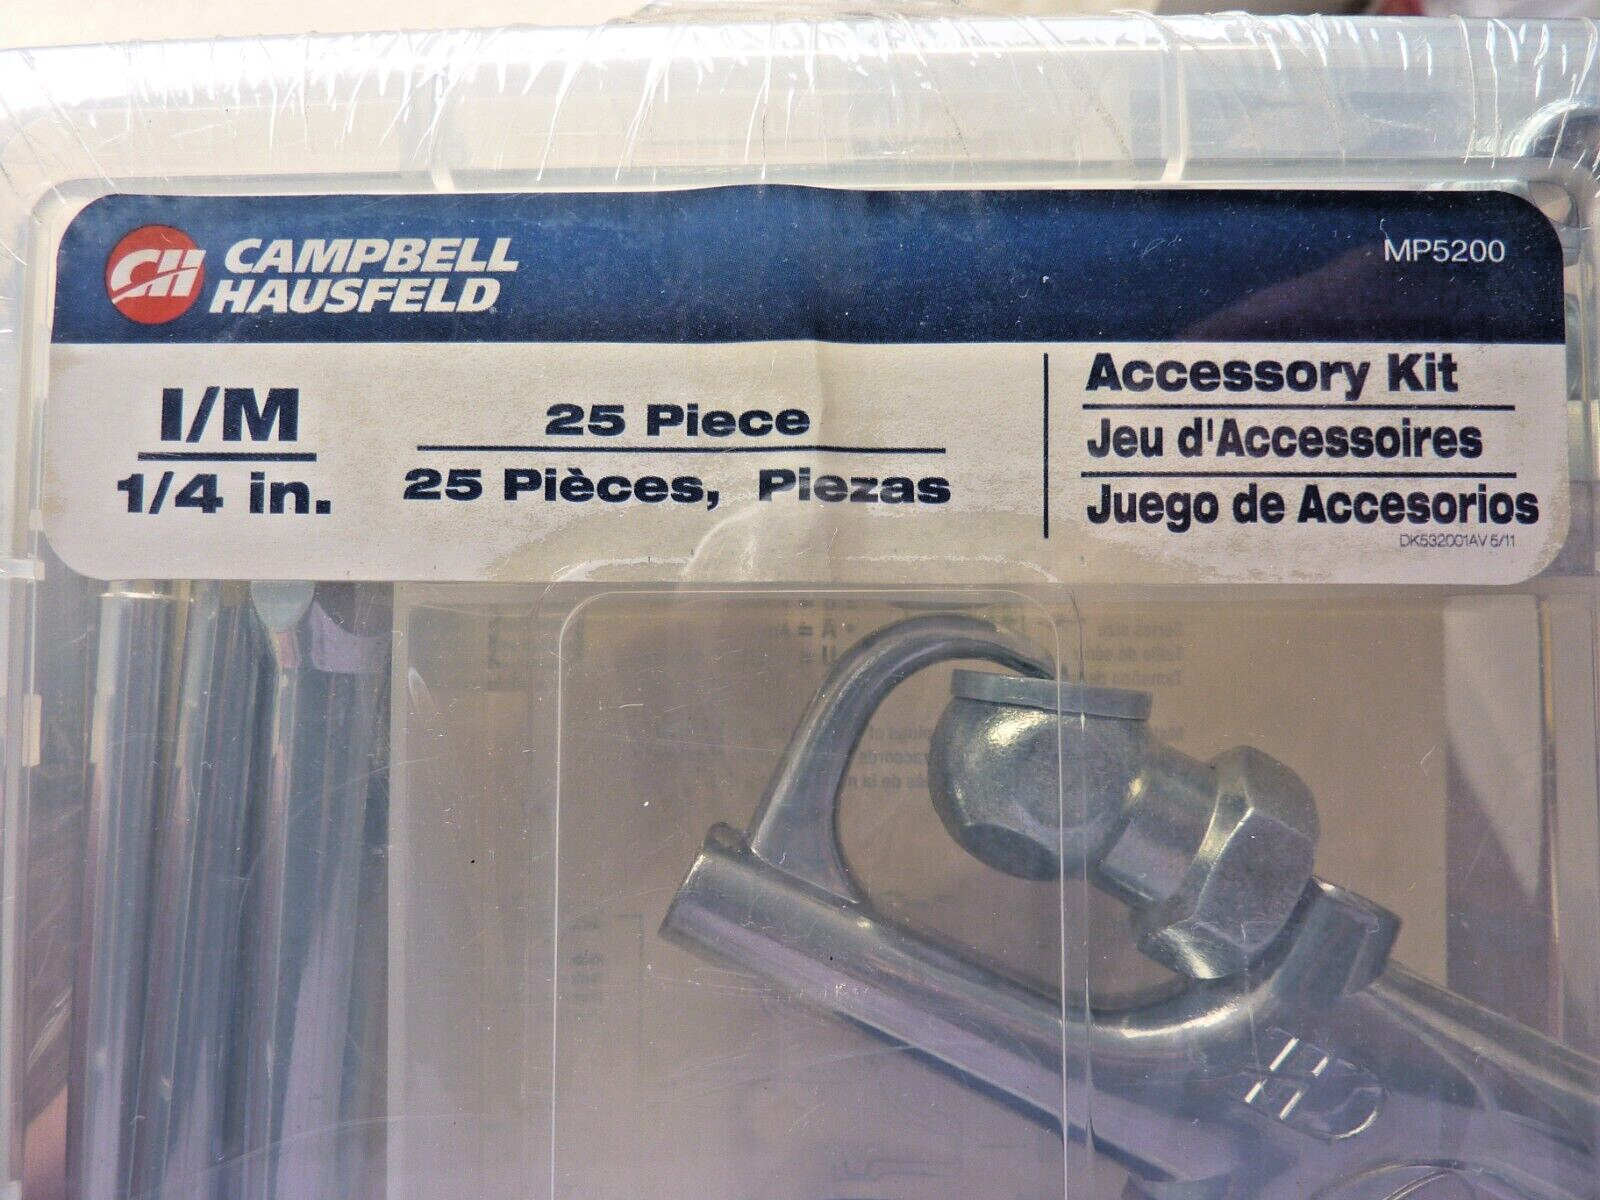 CH CAMPBELL
HAUSFELD
MP5200
I/M
1/4 in.
25 Piece
25 Pièces, Piezas
Accessory Kit
Jeu d'Accessoires
Juego de Accesorios
DK532001AV 5/11
CH